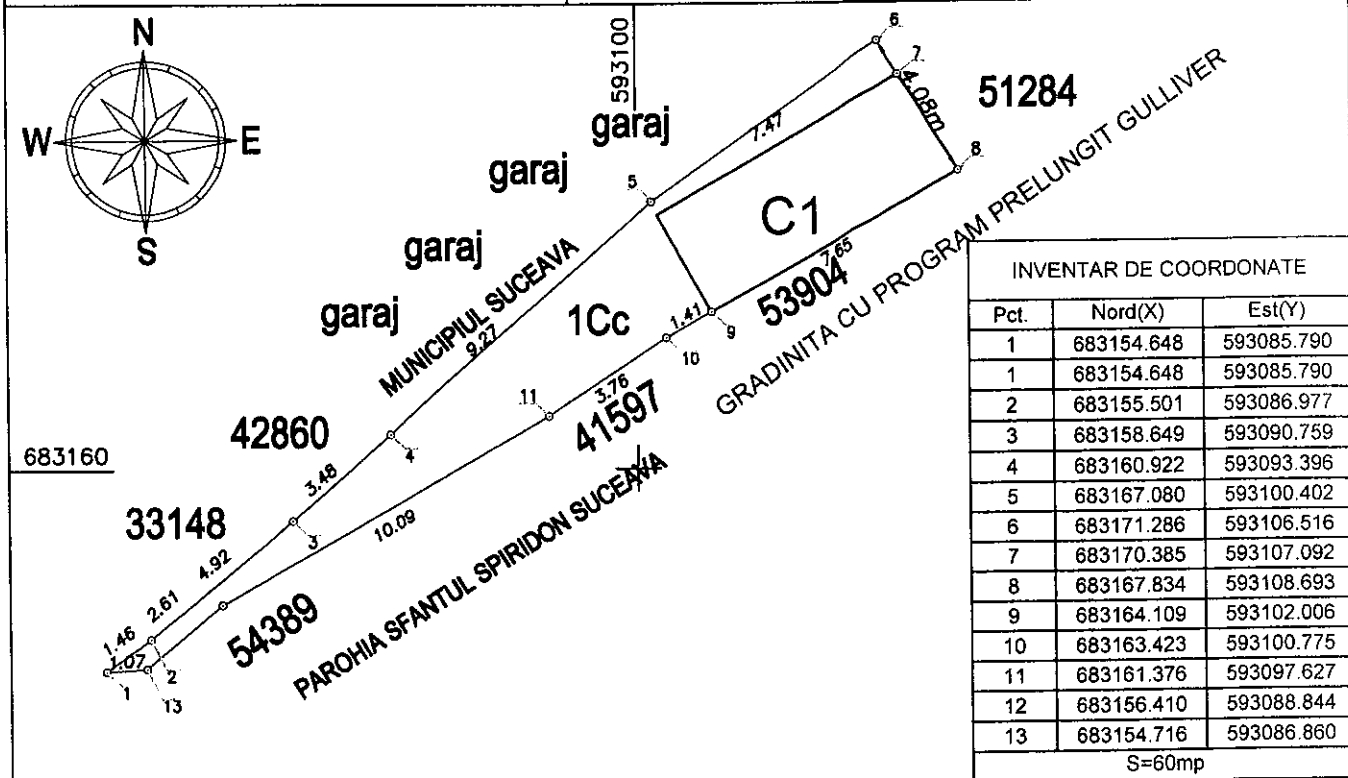 N
W
E
S
593100
683160
6
7
4.08m
51284
garaj
7.47
8
garaj
5
C1
garaj
MUNICIPIUL SUCEAVA
GRADINITA CU PROGRAM PRELUNGIT GULLIVER
7.65
53904
garaj
9.27
1Cc
1.41
9
10
3.76
11
41597
42860
4
3.48
33148
3
10.09
PAROHIA SFANTUL SPIRIDON SUCEAVA
4.92
2.61
54389
1.46
1.07
2
1
13
INVENTAR DE COORDONATE
Pct. Nord(X) Est(Y)
1 683154.648 593085.790
1 683154.648 593085.790
2 683155.501 593086.977
3 683158.649 593090.759
4 683160.922 593093.396
5 683167.080 593100.402
6 683171.286 593106.516
7 683170.385 593107.092
8 683167.834 593108.693
9 683164.109 593102.006
10 683163.423 593100.775
11 683161.376 593097.627
12 683156.410 593088.844
13 683154.716 593086.860
S=60mp